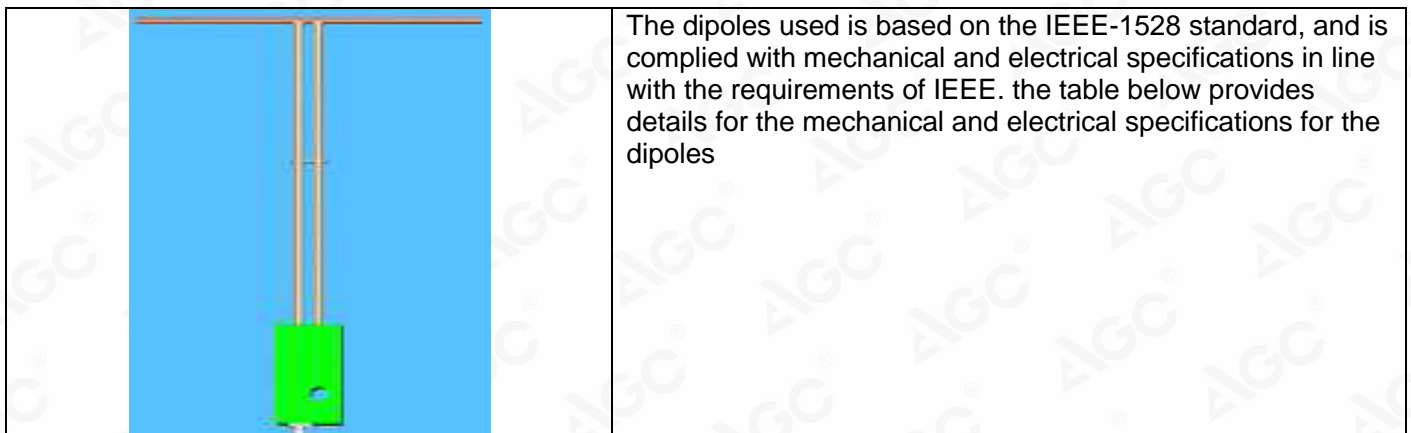 The dipoles used is based on the IEEE-1528 standard, and is
complied with mechanical and electrical specifications in line
with the requirements of IEEE. the table below provides
details for the mechanical and electrical specifications for the
dipoles